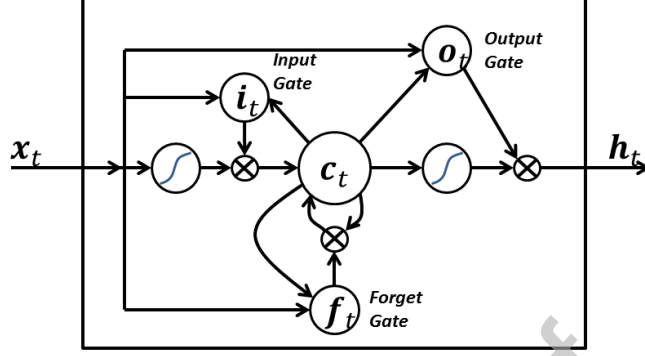 Input
Gate
Output
Gate
o_t
i_t
x_t
c_t
h_t
f_t
Forget
Gate
f